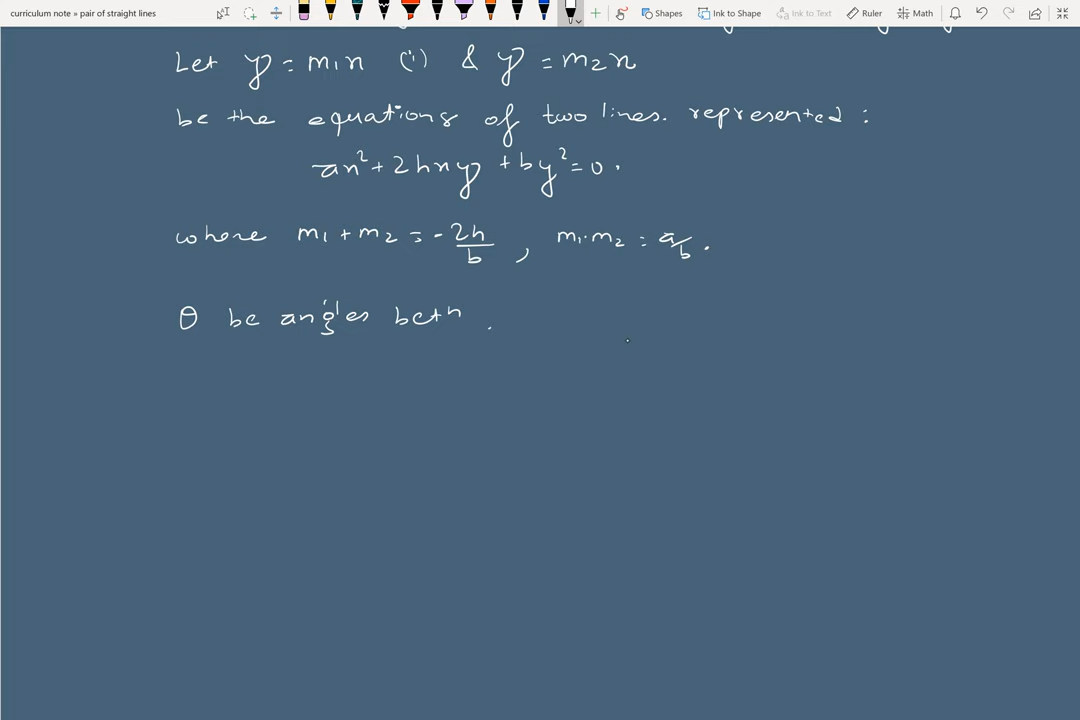 curriculum note » pair of straight lines
Shapes Ink to Shape Ink to Text Ruler Math
Let y = m₁x (i) & y = m₂x
be the equations of two lines. represented :
ax² + 2hxy + by² = 0.
where m₁ + m₂ = - 2h/b , m₁.m₂ = a/b .
θ be angles betn .